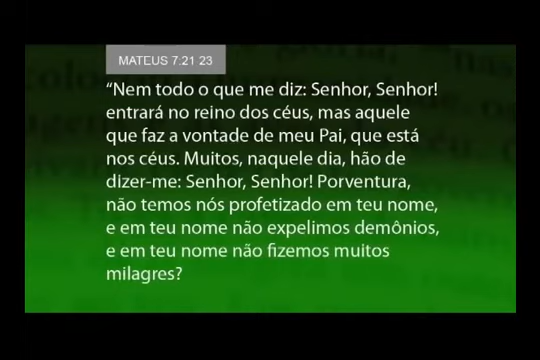 MATEUS 7:21 23
“Nem todo o que me diz: Senhor, Senhor!
entrará no reino dos céus, mas aquele
que faz a vontade de meu Pai, que está
nos céus. Muitos, naquele dia, hão de
dizer-me: Senhor, Senhor! Porventura,
não temos nós profetizado em teu nome,
e em teu nome não expelimos demônios,
e em teu nome não fizemos muitos
milagres?